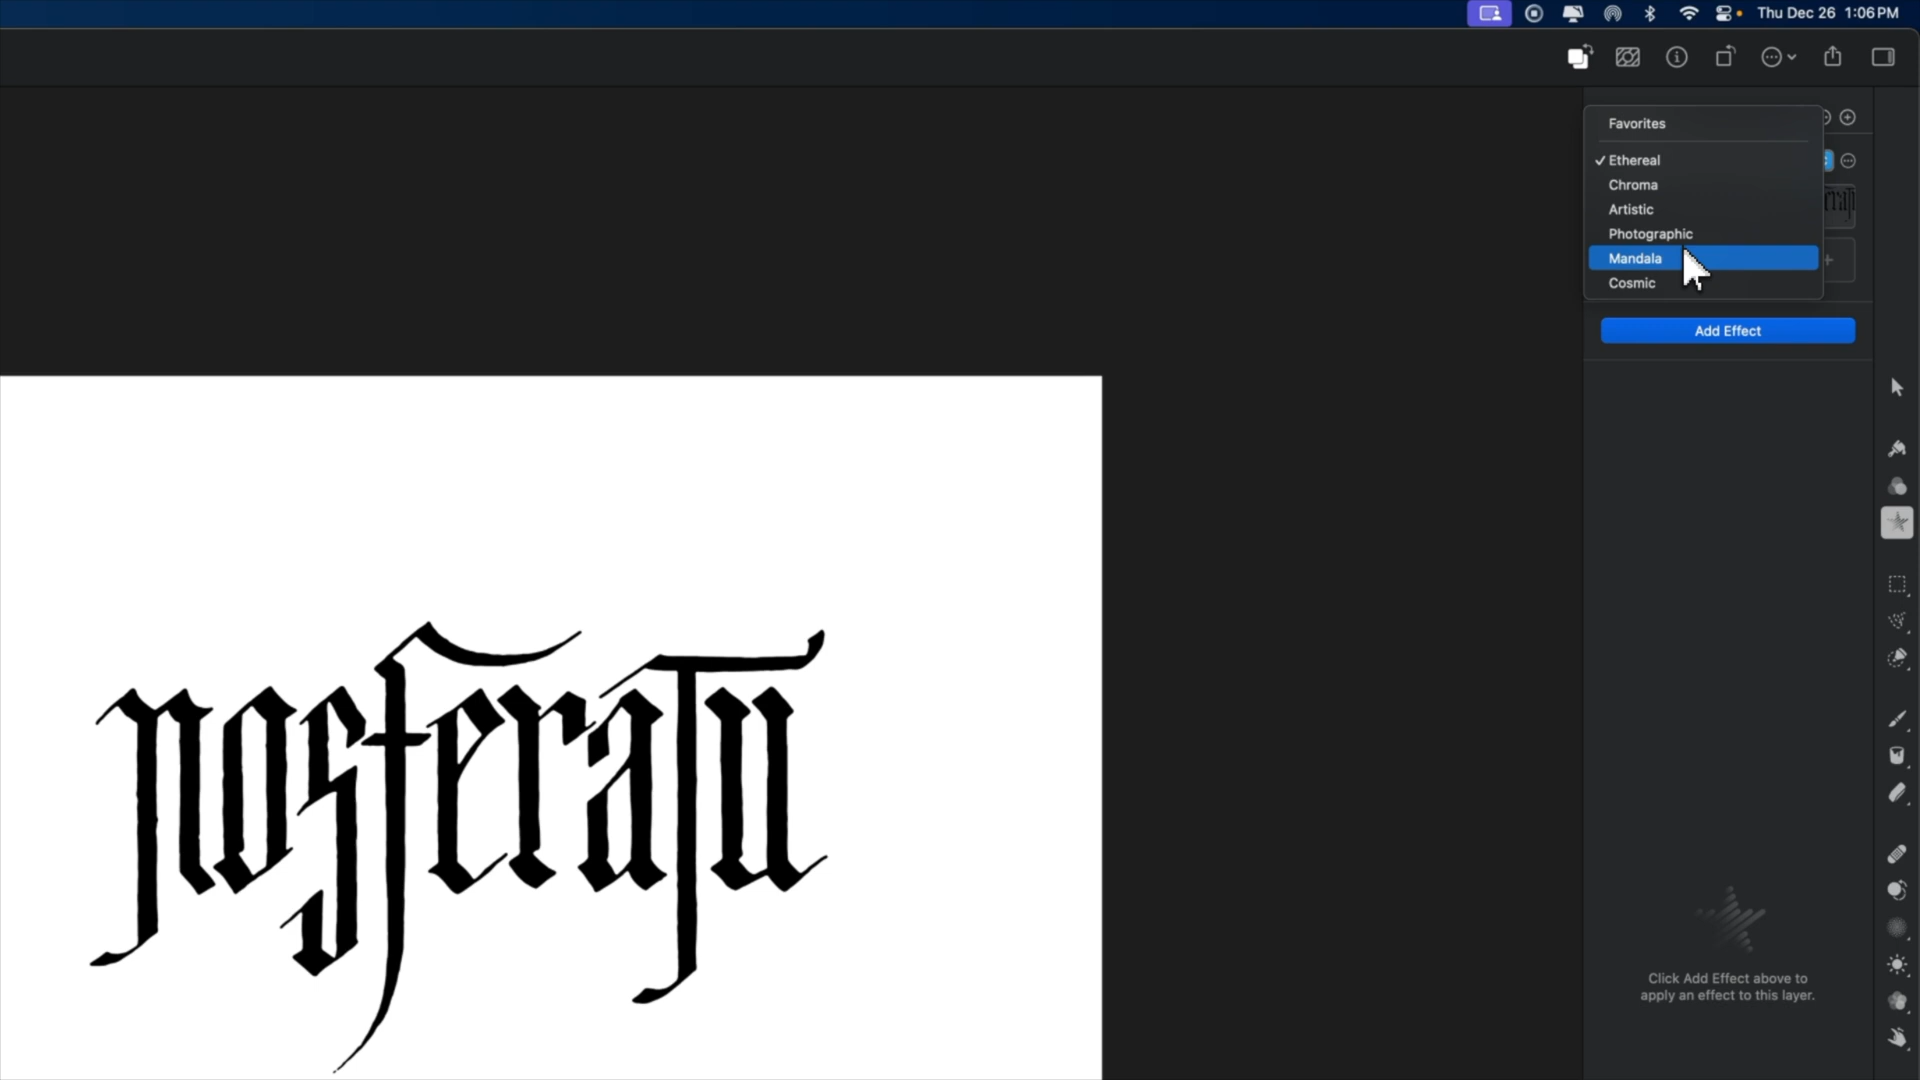 Thu Dec 26 1:06 PM
Favorites
✓ Ethereal
Chroma
Artistic
Photographic
Mandala
Cosmic
Add Effect
nosferatu
Click Add Effect above to
apply an effect to this layer.